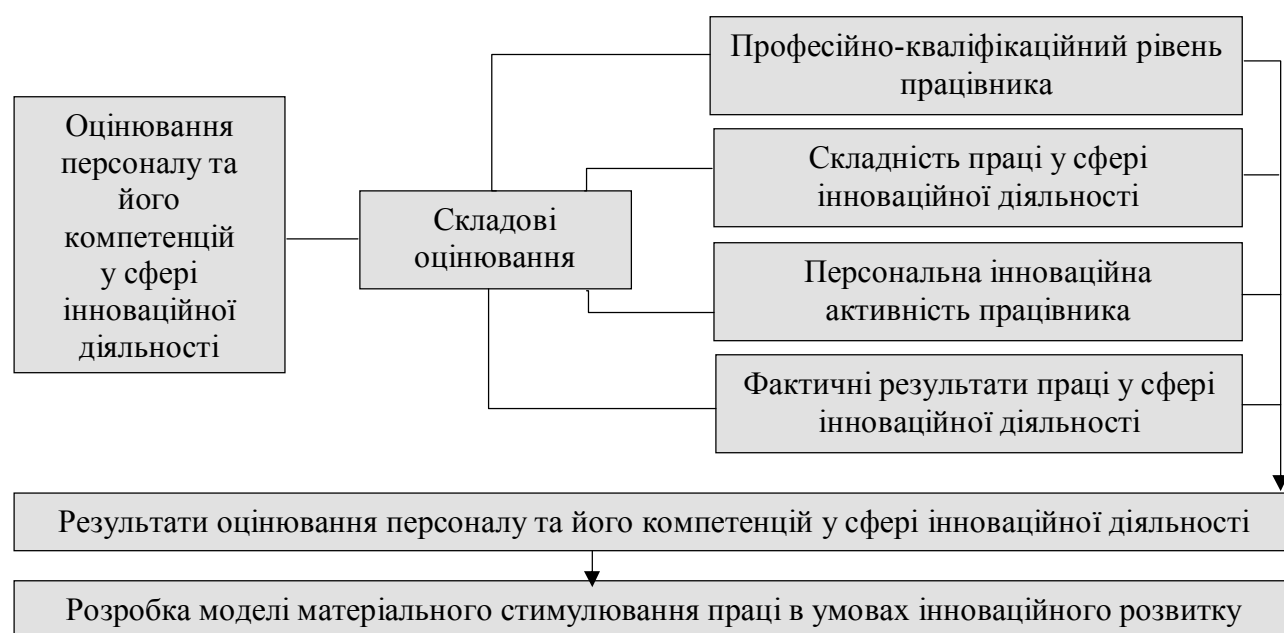 Оцінювання
персоналу та
його
компетенцій
у сфері
інноваційної
діяльності
Складові
оцінювання
Професійно-кваліфікаційний рівень
працівника
Складність праці у сфері
інноваційної діяльності
Персональна інноваційна
активність працівника
Фактичні результати праці у сфері
інноваційної діяльності
Результати оцінювання персоналу та його компетенцій у сфері інноваційної діяльності
Розробка моделі матеріального стимулювання праці в умовах інноваційного розвитку